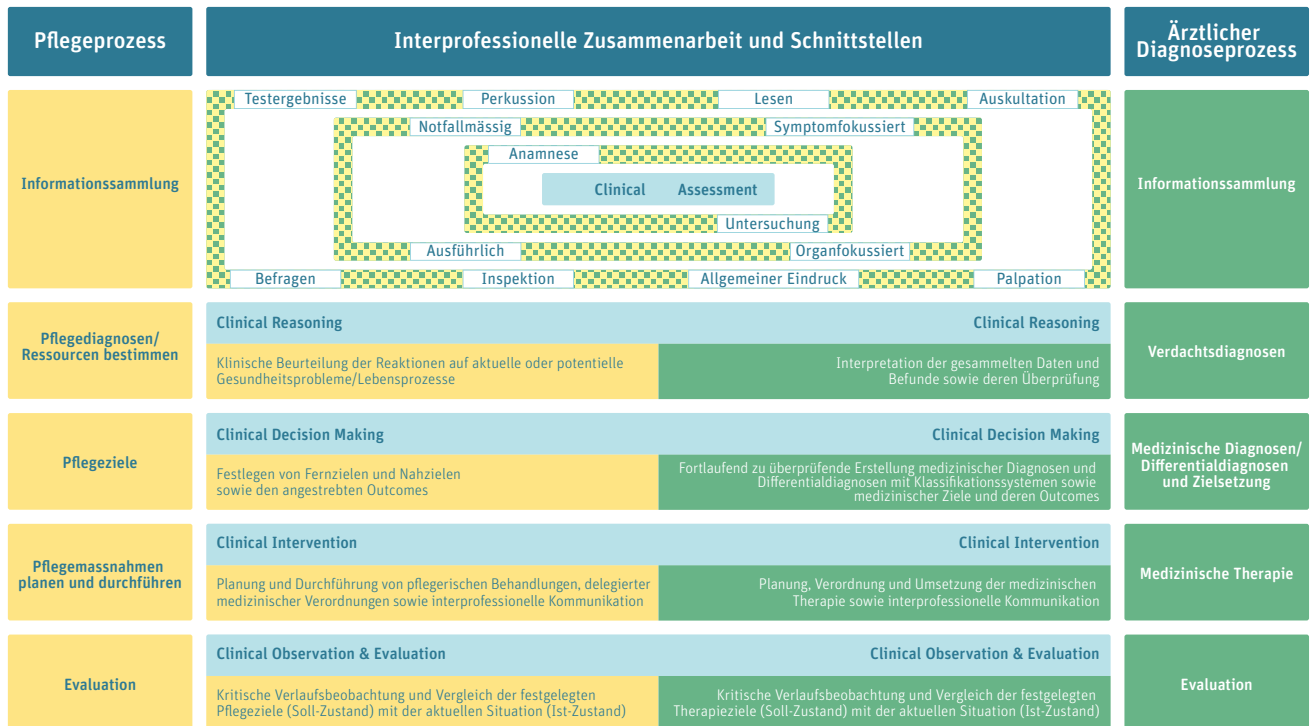 Pflegeprozess
Interprofessionelle Zusammenarbeit und Schnittstellen
Ärztlicher
Diagnoseprozess
Informationssammlung
Testergebnisse
Perkussion
Lesen
Auskultation
Notfallmässig
Symptomfokussiert
Anamnese
Clinical Assessment
Untersuchung
Ausführlich
Organfokussiert
Befragen
Inspektion
Allgemeiner Eindruck
Palpation
Informationssammlung
Pflegediagnosen/
Ressourcen bestimmen
Clinical Reasoning
Clinical Reasoning
Klinische Beurteilung der Reaktionen auf aktuelle oder potentielle
Gesundheitsprobleme/Lebensprozesse
Interpretation der gesammelten Daten und
Befunde sowie deren Überprüfung
Verdachtsdiagnosen
Pflegeziele
Clinical Decision Making
Clinical Decision Making
Festlegen von Fernzielen und Nahzielen
sowie den angestrebten Outcomes
Fortlaufend zu überprüfende Erstellung medizinischer Diagnosen und
Differentialdiagnosen mit Klassifikationssystemen sowie
medizinischer Ziele und deren Outcomes
Medizinische Diagnosen/
Differentialdiagnosen
und Zielsetzung
Pflegemassnahmen
planen und durchführen
Clinical Intervention
Clinical Intervention
Planung und Durchführung von pflegerischen Behandlungen, delegierter
medizinischer Verordnungen sowie interprofessionelle Kommunikation
Planung, Verordnung und Umsetzung der medizinischen
Therapie sowie interprofessionelle Kommunikation
Medizinische Therapie
Evaluation
Clinical Observation & Evaluation
Clinical Observation & Evaluation
Kritische Verlaufsbeobachtung und Vergleich der festgelegten
Pflegeziele (Soll-Zustand) mit der aktuellen Situation (Ist-Zustand)
Kritische Verlaufsbeobachtung und Vergleich der festgelegten
Therapieziele (Soll-Zustand) mit der aktuellen Situation (Ist-Zustand)
Evaluation